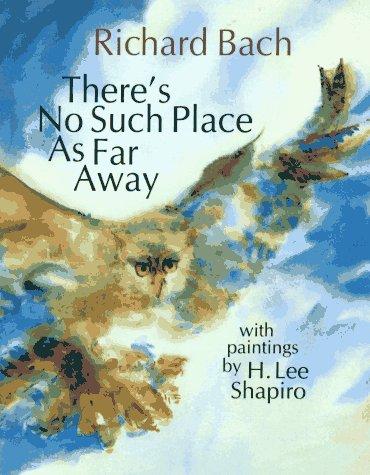 Richard Bach
There's
No Such Place
As Far
Away
with
paintings
by H. Lee
Shapiro